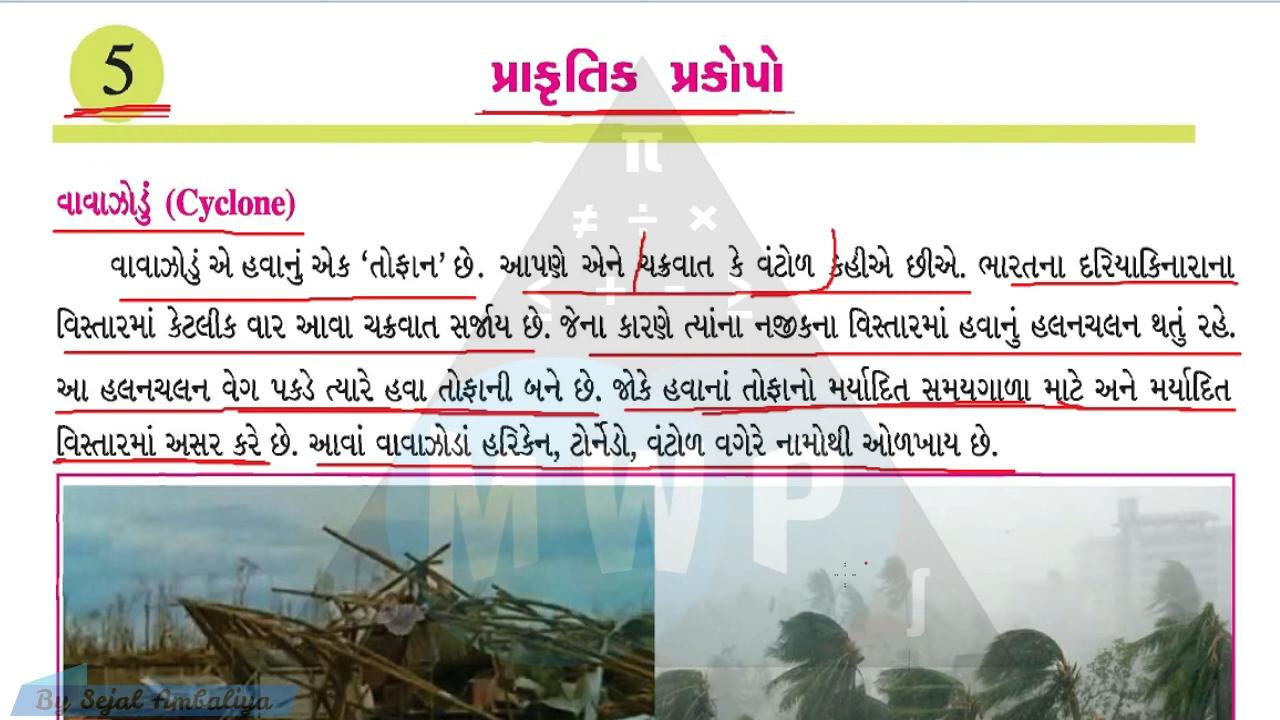 5
પ્રાકૃતિક પ્રકોપો
વાવાઝોડું (Cyclone)
વાવાઝોડું એ હવાનું એક ‘તોફાન’ છે. આપણે એને ચક્રવાત કે વંટોળ કહીએ છીએ. ભારતના દરિયાકિનારાના
વિસ્તારમાં કેટલીક વાર આવા ચક્રવાત સર્જાય છે. જેના કારણે ત્યાંના નજીકના વિસ્તારમાં હવાનું હલનચલન થતું રહે.
આ હલનચલન વેગ પકડે ત્યારે હવા તોફાની બને છે. જોકે હવાનાં તોફાનો મર્યાદિત સમયગાળા માટે અને મર્યાદિત
વિસ્તારમાં અસર કરે છે. આવાં વાવાઝોડાં હરિકેન, ટોર્નેડો, વંટોળ વગેરે નામોથી ઓળખાય છે.
π
≠ ÷ ×
< + - ≥
MWP
∫
By Sejal Ambaliya